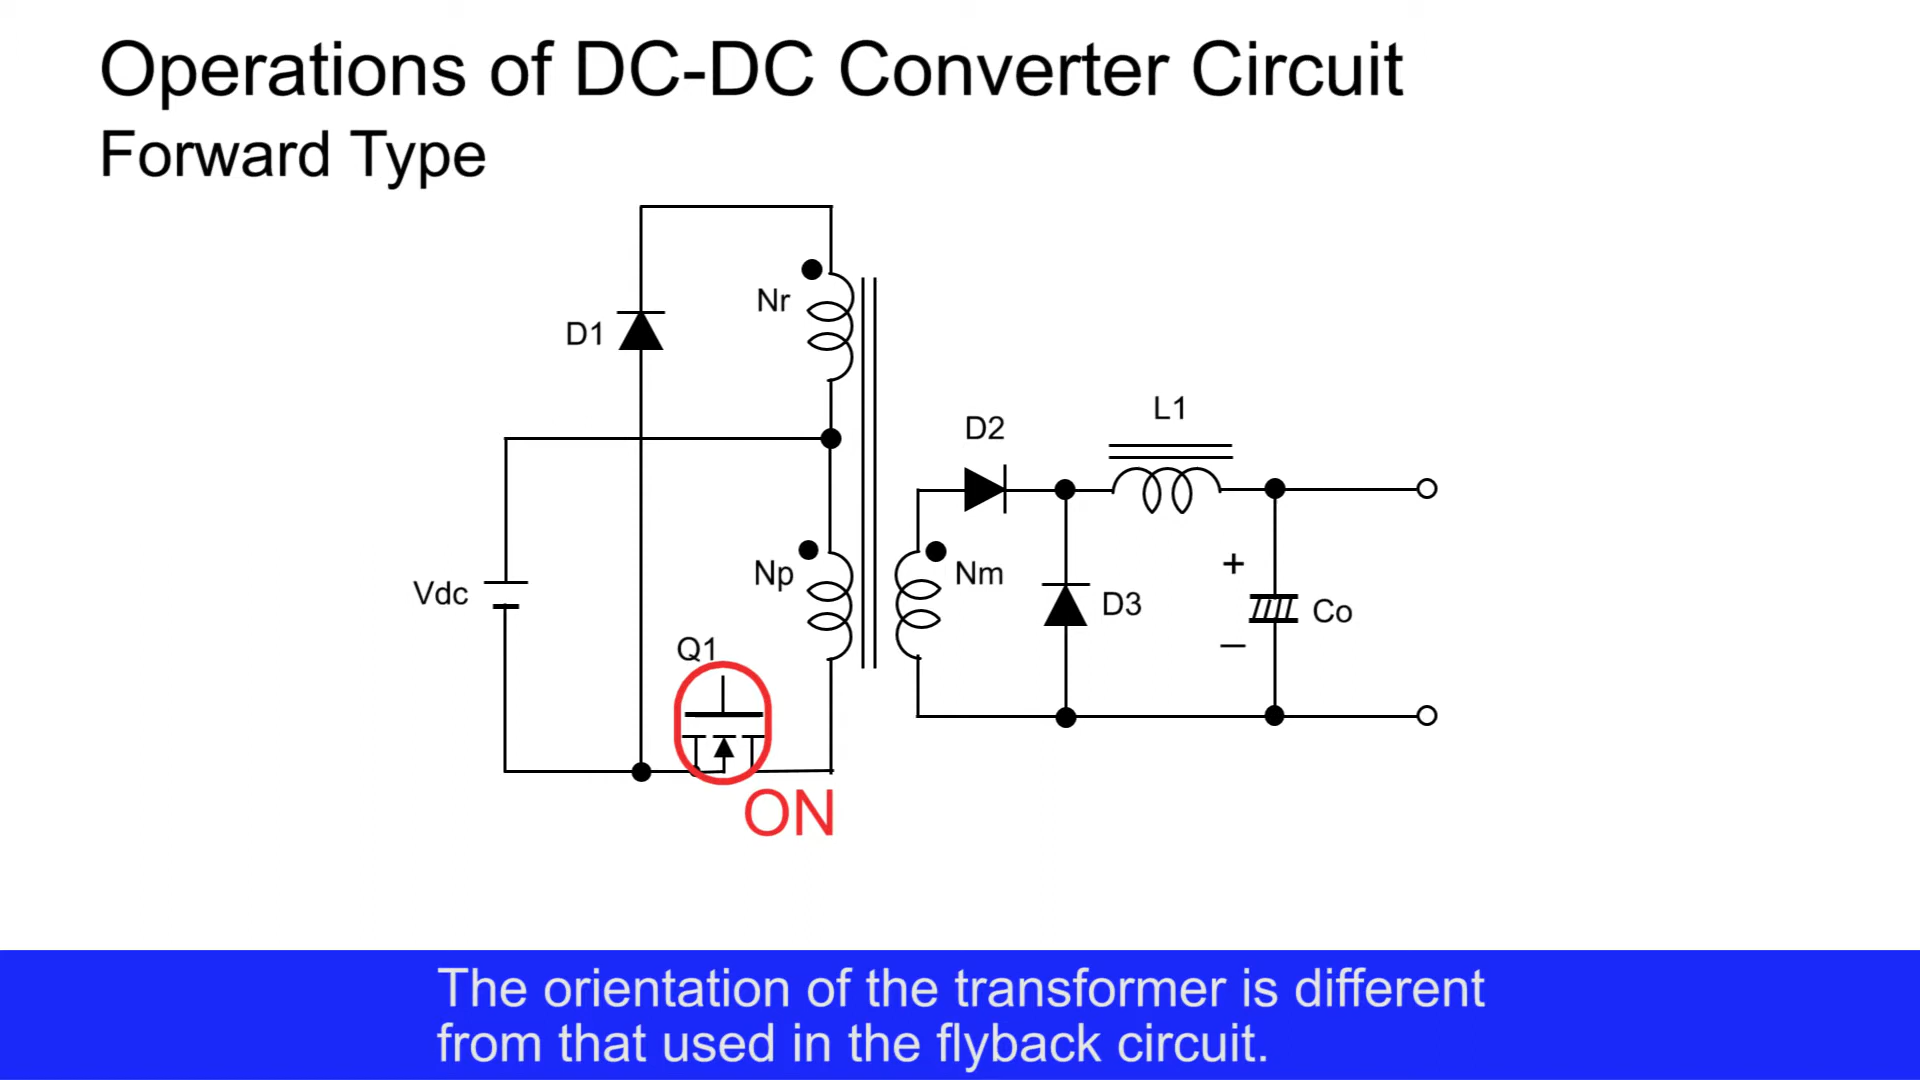 Operations of DC-DC Converter Circuit
Forward Type
Nr
D1
L1
D2
Np
Nm
Vdc
+
D3
Co
Q1
−
ON
The orientation of the transformer is different
from that used in the flyback circuit.